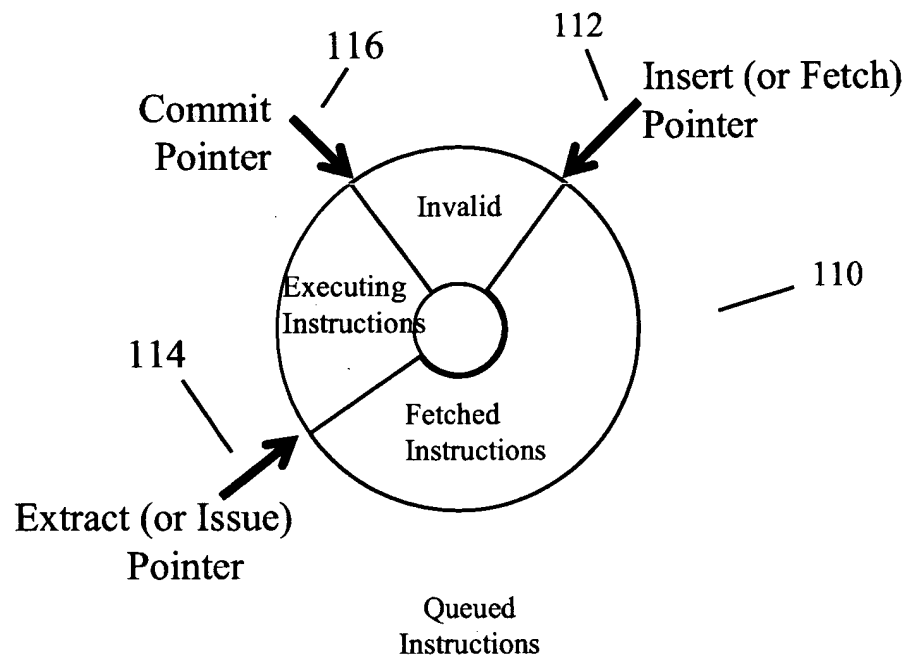 116
112
Commit
Pointer
Insert (or Fetch)
Pointer
Invalid
110
Executing
Instructions
114
Fetched
Instructions
Extract (or Issue)
Pointer
Queued
Instructions